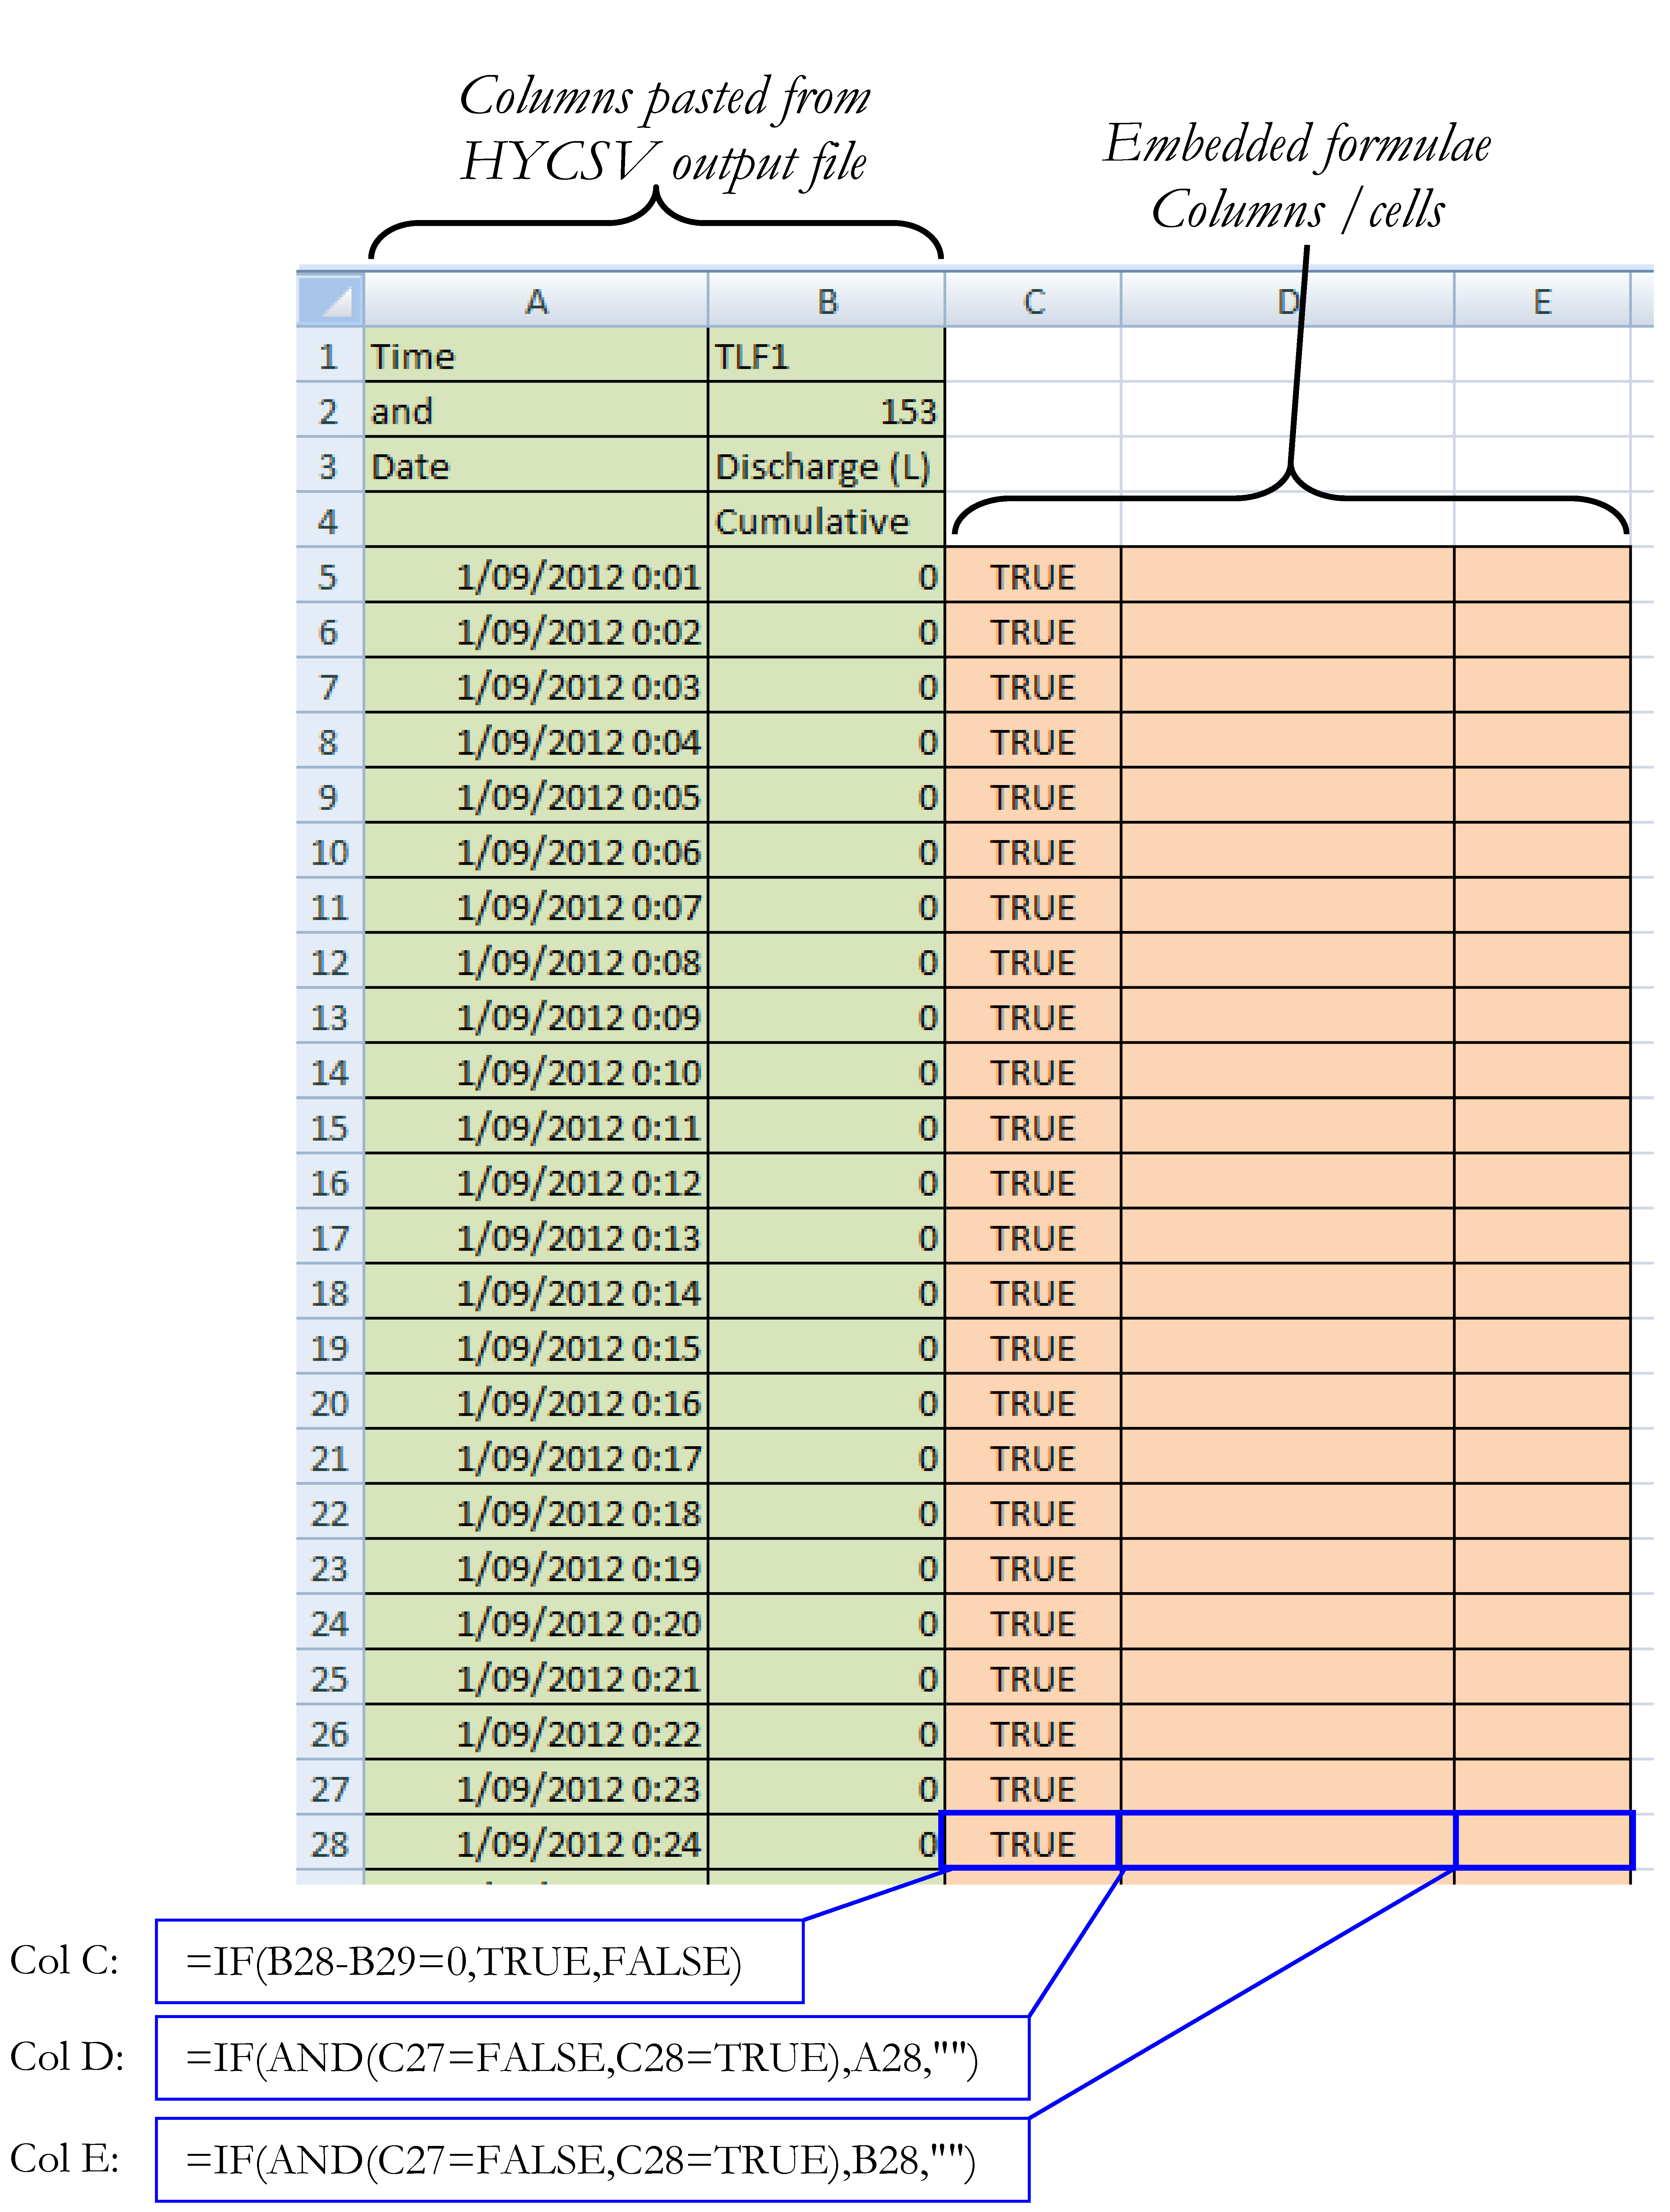 Columns pasted from
HYCSV output file
Embedded formulae
Columns / cells
A B C D E
1 Time TLF1
2 and 153
3 Date Discharge (L)
4 Cumulative
5 1/09/2012 0:01 0 TRUE
6 1/09/2012 0:02 0 TRUE
7 1/09/2012 0:03 0 TRUE
8 1/09/2012 0:04 0 TRUE
9 1/09/2012 0:05 0 TRUE
10 1/09/2012 0:06 0 TRUE
11 1/09/2012 0:07 0 TRUE
12 1/09/2012 0:08 0 TRUE
13 1/09/2012 0:09 0 TRUE
14 1/09/2012 0:10 0 TRUE
15 1/09/2012 0:11 0 TRUE
16 1/09/2012 0:12 0 TRUE
17 1/09/2012 0:13 0 TRUE
18 1/09/2012 0:14 0 TRUE
19 1/09/2012 0:15 0 TRUE
20 1/09/2012 0:16 0 TRUE
21 1/09/2012 0:17 0 TRUE
22 1/09/2012 0:18 0 TRUE
23 1/09/2012 0:19 0 TRUE
24 1/09/2012 0:20 0 TRUE
25 1/09/2012 0:21 0 TRUE
26 1/09/2012 0:22 0 TRUE
27 1/09/2012 0:23 0 TRUE
28 1/09/2012 0:24 0 TRUE
Col C: =IF(B28-B29=0,TRUE,FALSE)
Col D: =IF(AND(C27=FALSE,C28=TRUE),A28,"")
Col E: =IF(AND(C27=FALSE,C28=TRUE),B28,"")